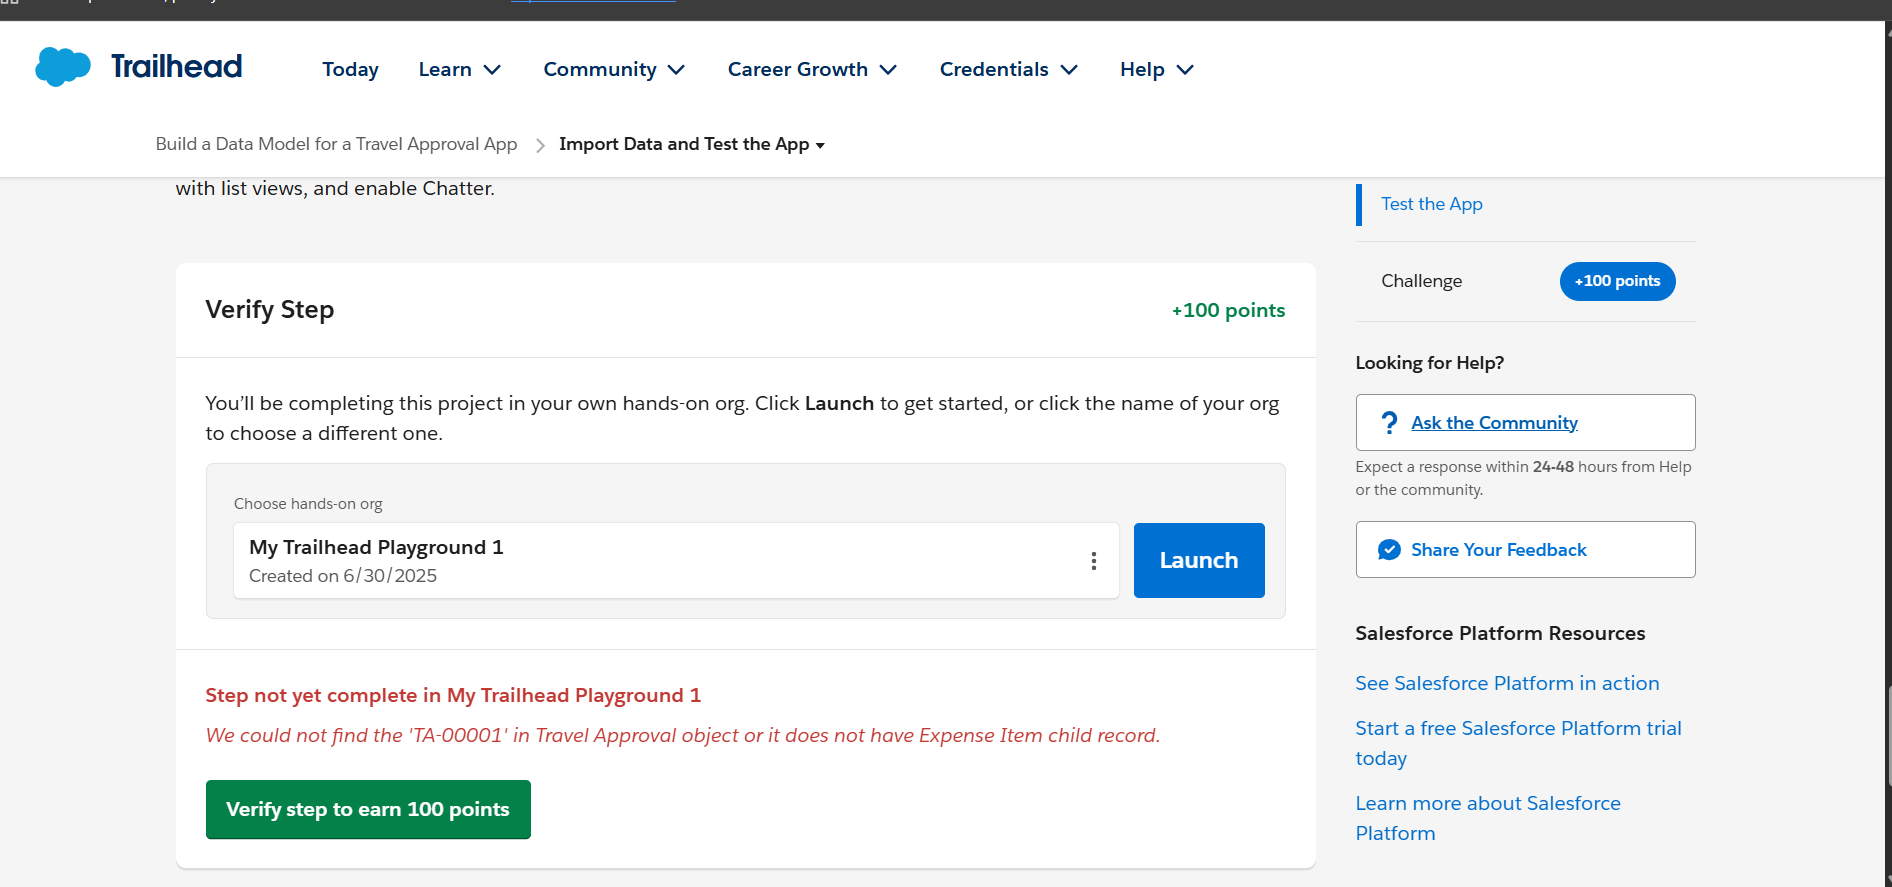 Trailhead
Today
Learn
Community
Career Growth
Credentials
Help
Build a Data Model for a Travel Approval App
Import Data and Test the App
with list views, and enable Chatter.
Verify Step
+100 points
You’ll be completing this project in your own hands-on org. Click Launch to get started, or click the name of your org
to choose a different one.
Choose hands-on org
My Trailhead Playground 1
Created on 6/30/2025
Launch
Step not yet complete in My Trailhead Playground 1
We could not find the 'TA-00001' in Travel Approval object or it does not have Expense Item child record.
Verify step to earn 100 points
Test the App
Challenge
+100 points
Looking for Help?
Ask the Community
Expect a response within 24-48 hours from Help
or the community.
Share Your Feedback
Salesforce Platform Resources
See Salesforce Platform in action
Start a free Salesforce Platform trial
today
Learn more about Salesforce
Platform